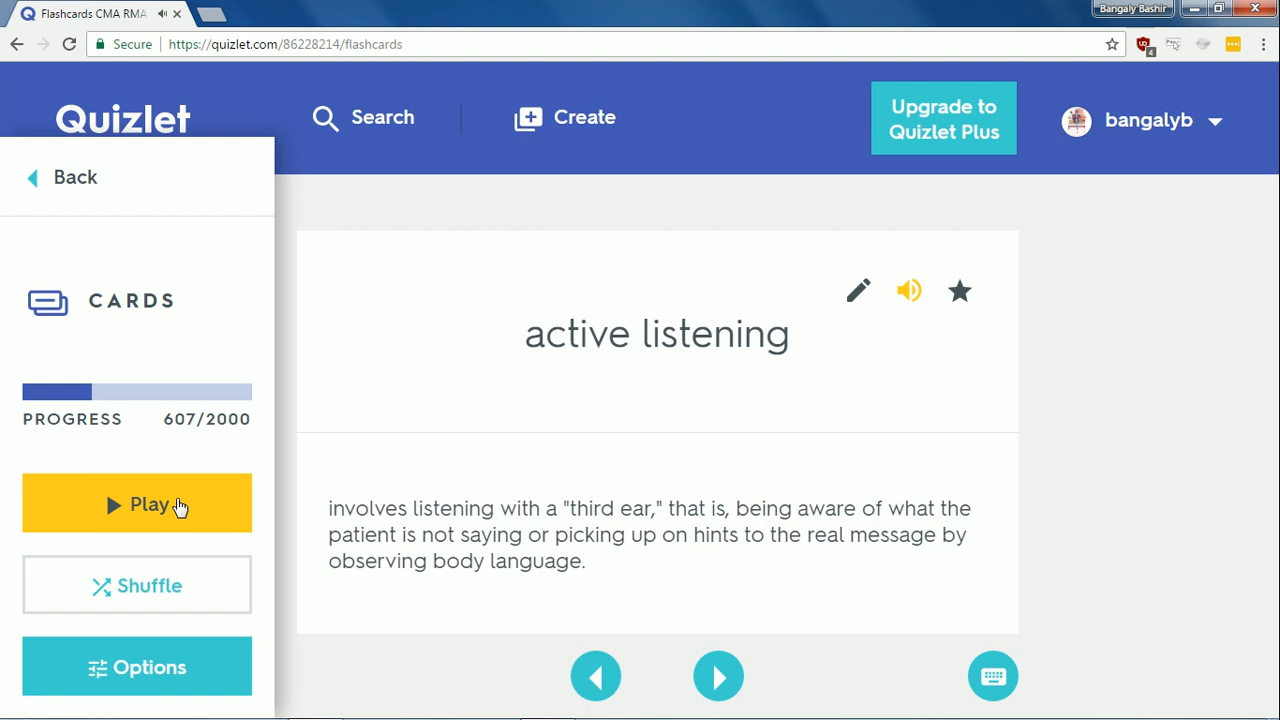 Flashcards CMA RMA
Bangaly Bashir
Secure
https://quizlet.com/86228214/flashcards
4
Quizlet
Search
Create
Upgrade to
Quizlet Plus
bangalyb
Back
CARDS
PROGRESS 607/2000
Play
Shuffle
Options
active listening
involves listening with a "third ear," that is, being aware of what the
patient is not saying or picking up on hints to the real message by
observing body language.